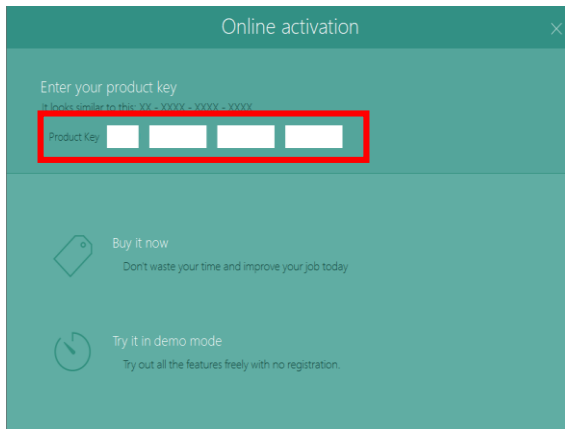 Online activation
Enter your product key
It looks similar to this: XX - XXXX - XXXX - XXXX
Product Key
Buy it now
Don't waste your time and improve your job today
Try it in demo mode
Try out all the features freely with no registration.